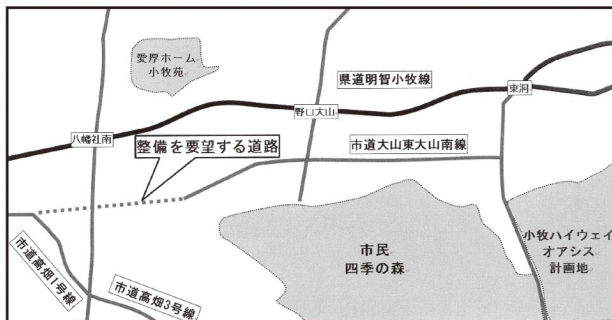 愛厚ホーム
小牧苑
県道明智小牧線
東洞
野口大山
八幡社南
整備を要望する道路
市道大山東大山南線
市民
四季の森
小牧ハイウェイ
オアシス
計画地
市道高畑1号線
市道高畑3号線